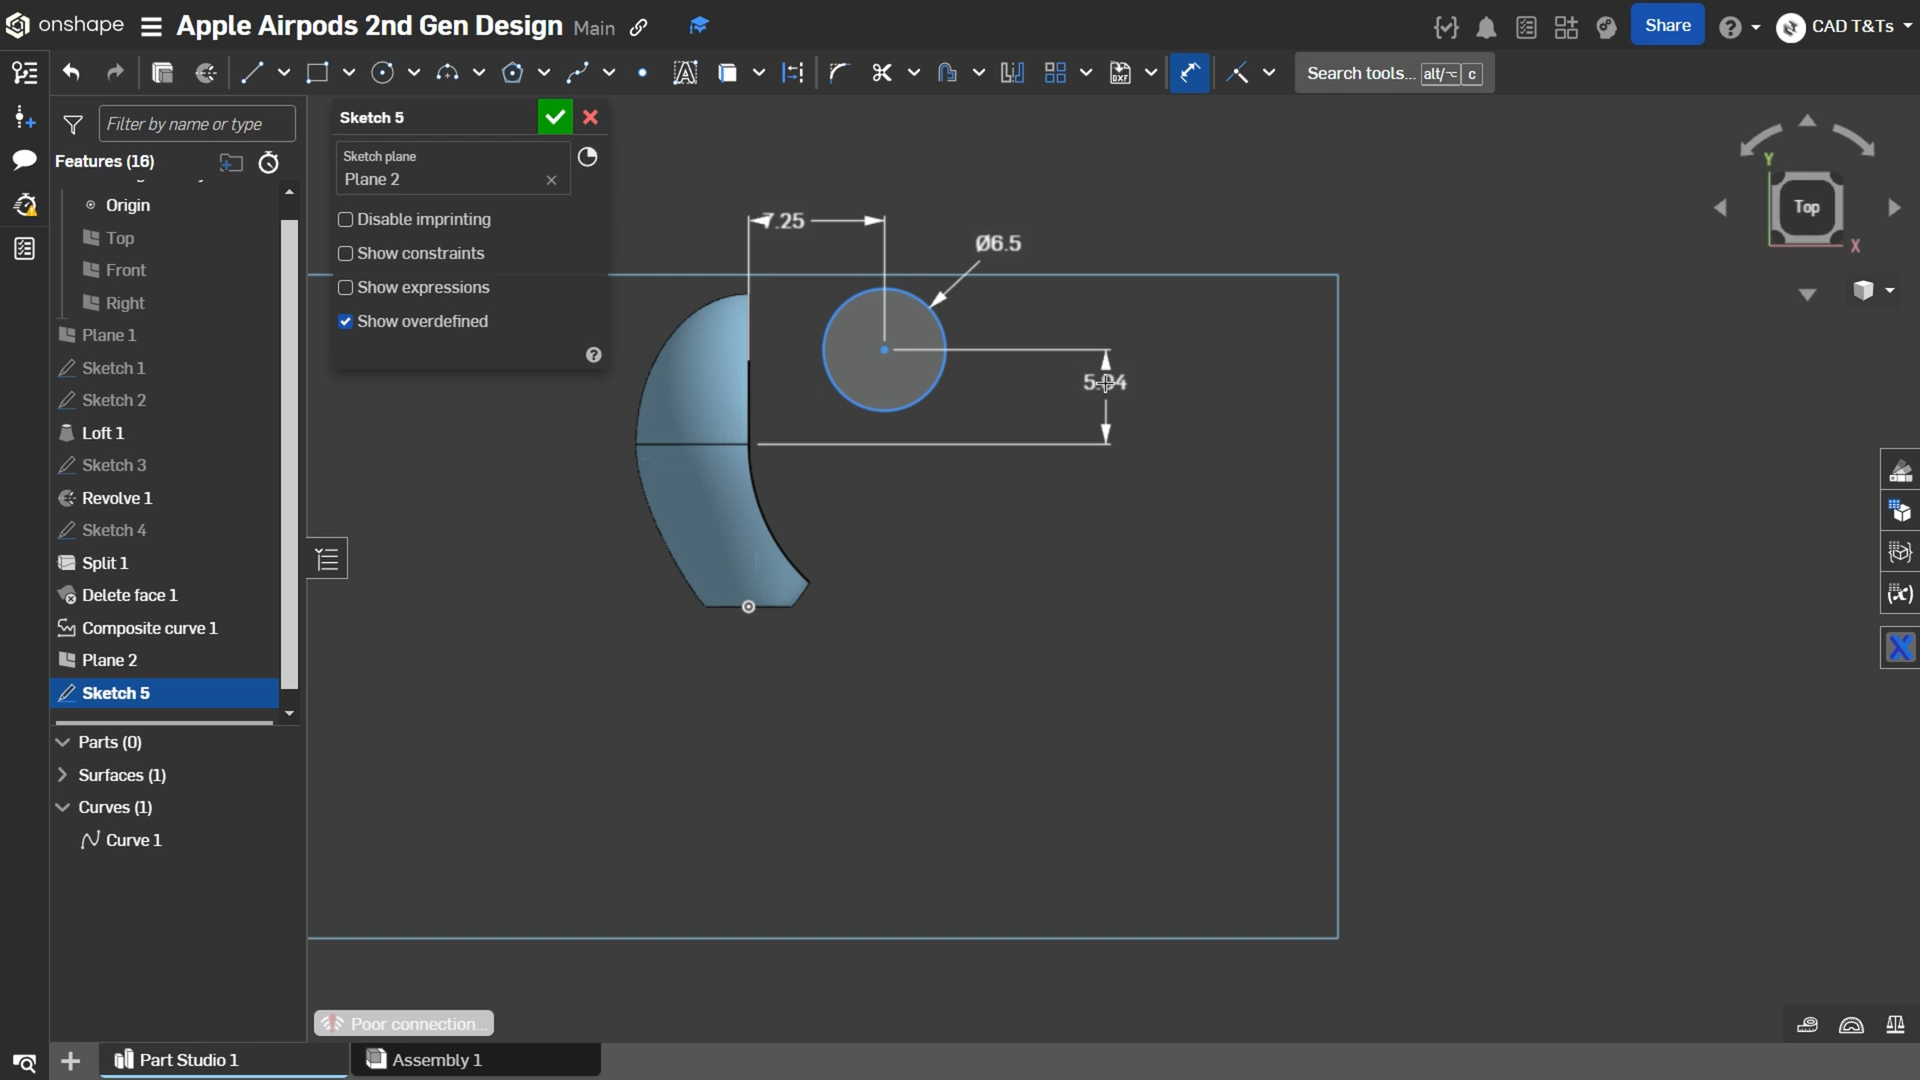 onshape Apple Airpods 2nd Gen Design Main
Share
CAD T&Ts
Search tools... alt/⌥ c
Filter by name or type
Features (16)
Origin
Top
Front
Right
Plane 1
Sketch 1
Sketch 2
Loft 1
Sketch 3
Revolve 1
Sketch 4
Split 1
Delete face 1
Composite curve 1
Plane 2
Sketch 5
Parts (0)
Surfaces (1)
Curves (1)
Curve 1
Sketch 5
Sketch plane
Plane 2
Disable imprinting
Show constraints
Show expressions
Show overdefined
7.25
Ø6.5
Y
Top
X
Poor connection...
Part Studio 1
Assembly 1